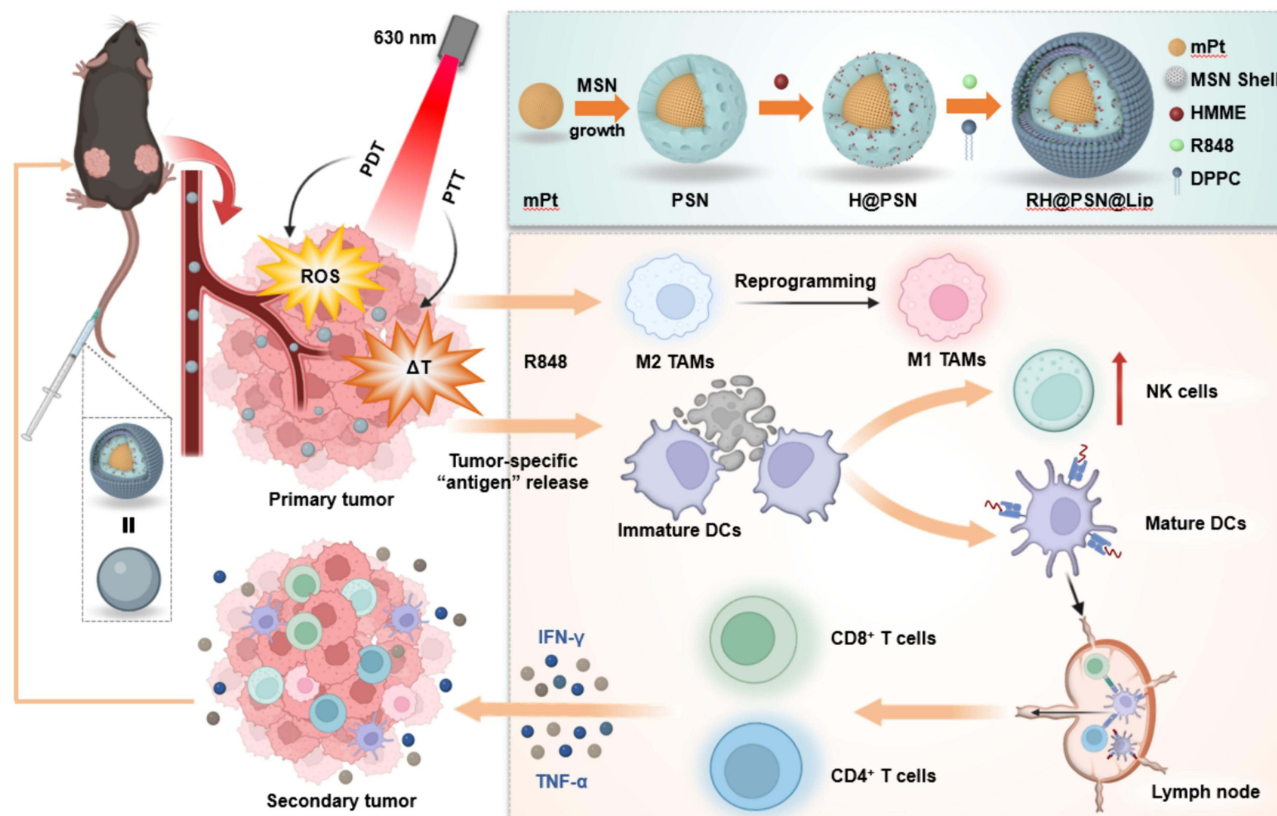 630 nm
PDT
PTT
ROS
ΔT
Primary tumor
Secondary tumor
MSN
growth
mPt
PSN
H@PSN
RH@PSN@Lip
mPt
MSN Shell
HMME
R848
DPPC
R848
Tumor-specific
“antigen” release
M2 TAMs
Reprogramming
M1 TAMs
NK cells
Immature DCs
Mature DCs
IFN-γ
TNF-α
CD8⁺ T cells
CD4⁺ T cells
Lymph node